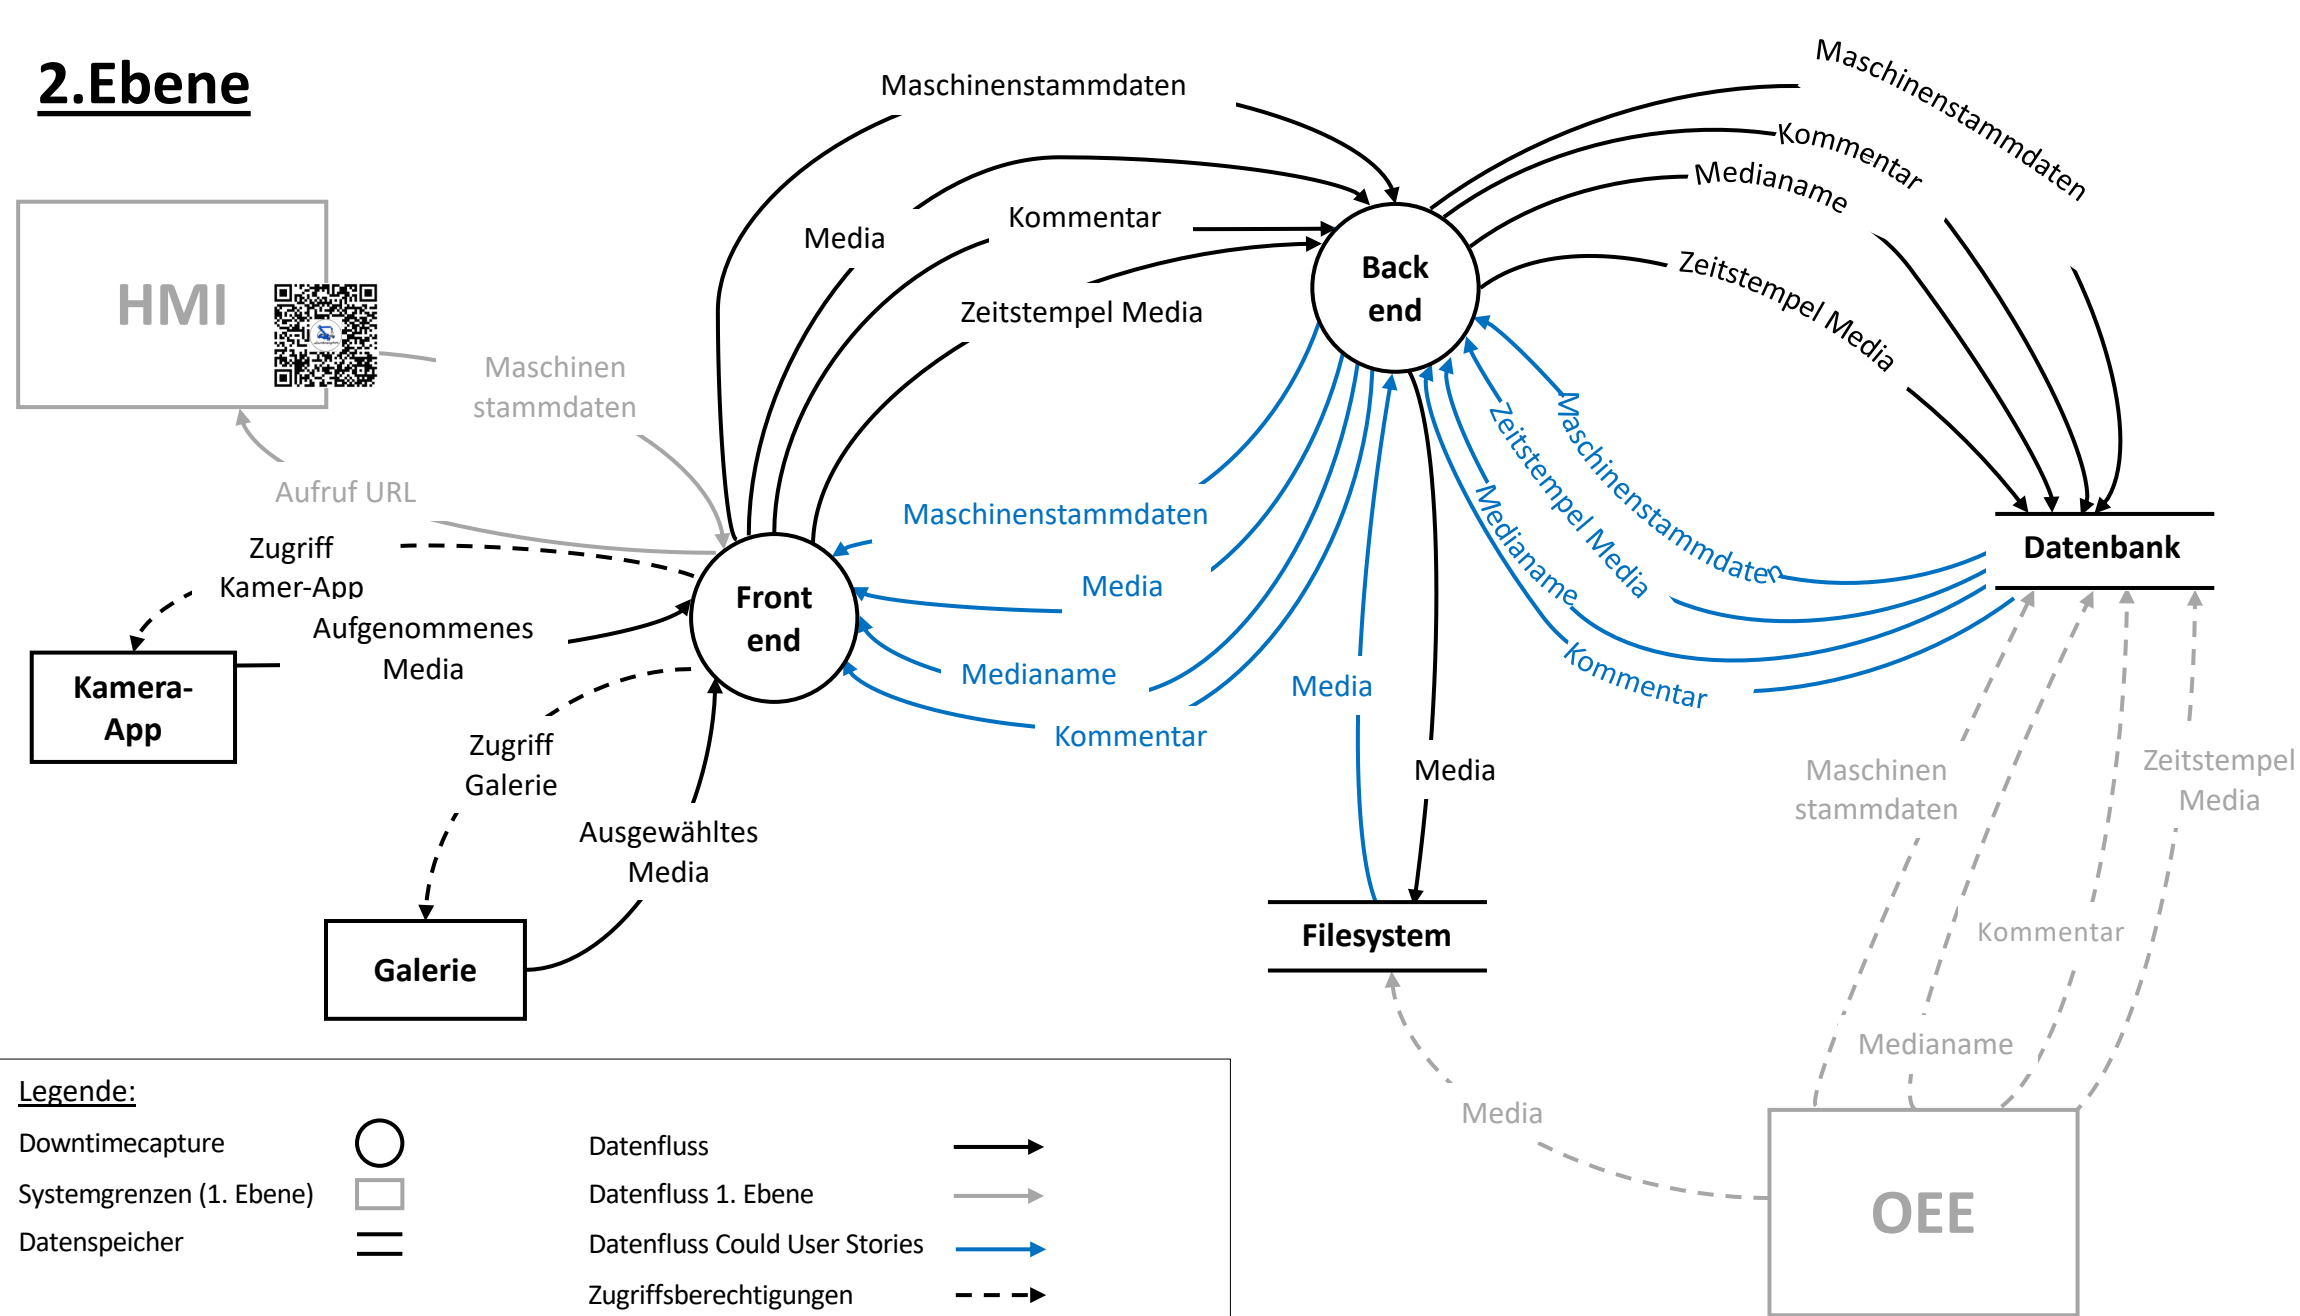 2.Ebene
Maschinenstammdaten
Maschinenstammdaten
Kommentar
Medianame
Media
Kommentar
Zeitstempel Media
Zeitstempel Media
Back
end
HMI
Maschinen
stammdaten
Aufruf URL
Zugriff
Kamer-App
Aufgenommenes
Media
Kamera-
App
Front
end
Zugriff
Galerie
Ausgewähltes
Media
Galerie
Maschinenstammdaten
Media
Medianame
Kommentar
Media
Media
Maschinenstammdaten
Zeitstempel Media
Medianame
Kommentar
Datenbank
Filesystem
Maschinen
stammdaten
Zeitstempel
Media
Kommentar
Medianame
Media
OEE
Legende:
Downtimecapture
Systemgrenzen (1. Ebene)
Datenspeicher
Datenfluss
Datenfluss 1. Ebene
Datenfluss Could User Stories
Zugriffsberechtigungen